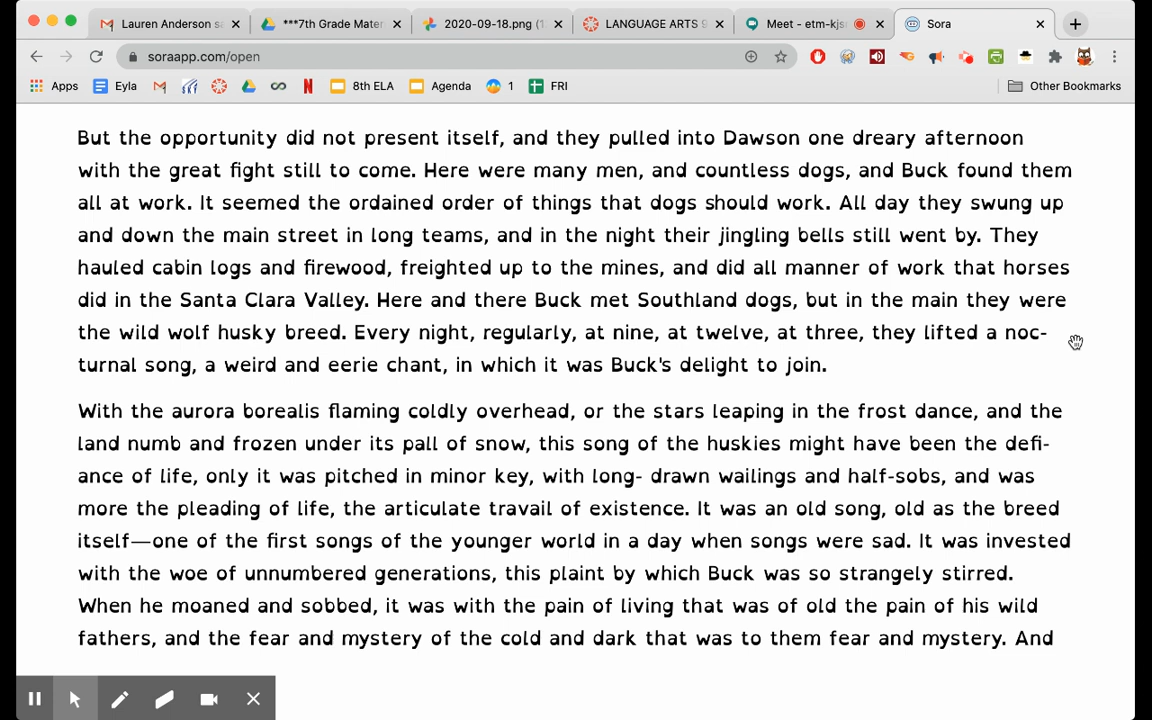 Lauren Anderson sa
***7th Grade Mater
2020-09-18.png (1
LANGUAGE ARTS 9
Meet - etm-kjs
Sora
soraapp.com/open
Apps
Eyla
8th ELA
Agenda
1
FRI
Other Bookmarks
But the opportunity did not present itself, and they pulled into Dawson one dreary afternoon
with the great fight still to come. Here were many men, and countless dogs, and Buck found them
all at work. It seemed the ordained order of things that dogs should work. All day they swung up
and down the main street in long teams, and in the night their jingling bells still went by. They
hauled cabin logs and firewood, freighted up to the mines, and did all manner of work that horses
did in the Santa Clara Valley. Here and there Buck met Southland dogs, but in the main they were
the wild wolf husky breed. Every night, regularly, at nine, at twelve, at three, they lifted a noc-
turnal song, a weird and eerie chant, in which it was Buck's delight to join.
With the aurora borealis flaming coldly overhead, or the stars leaping in the frost dance, and the
land numb and frozen under its pall of snow, this song of the huskies might have been the defi-
ance of life, only it was pitched in minor key, with long- drawn wailings and half-sobs, and was
more the pleading of life, the articulate travail of existence. It was an old song, old as the breed
itself—one of the first songs of the younger world in a day when songs were sad. It was invested
with the woe of unnumbered generations, this plaint by which Buck was so strangely stirred.
When he moaned and sobbed, it was with the pain of living that was of old the pain of his wild
fathers, and the fear and mystery of the cold and dark that was to them fear and mystery. And